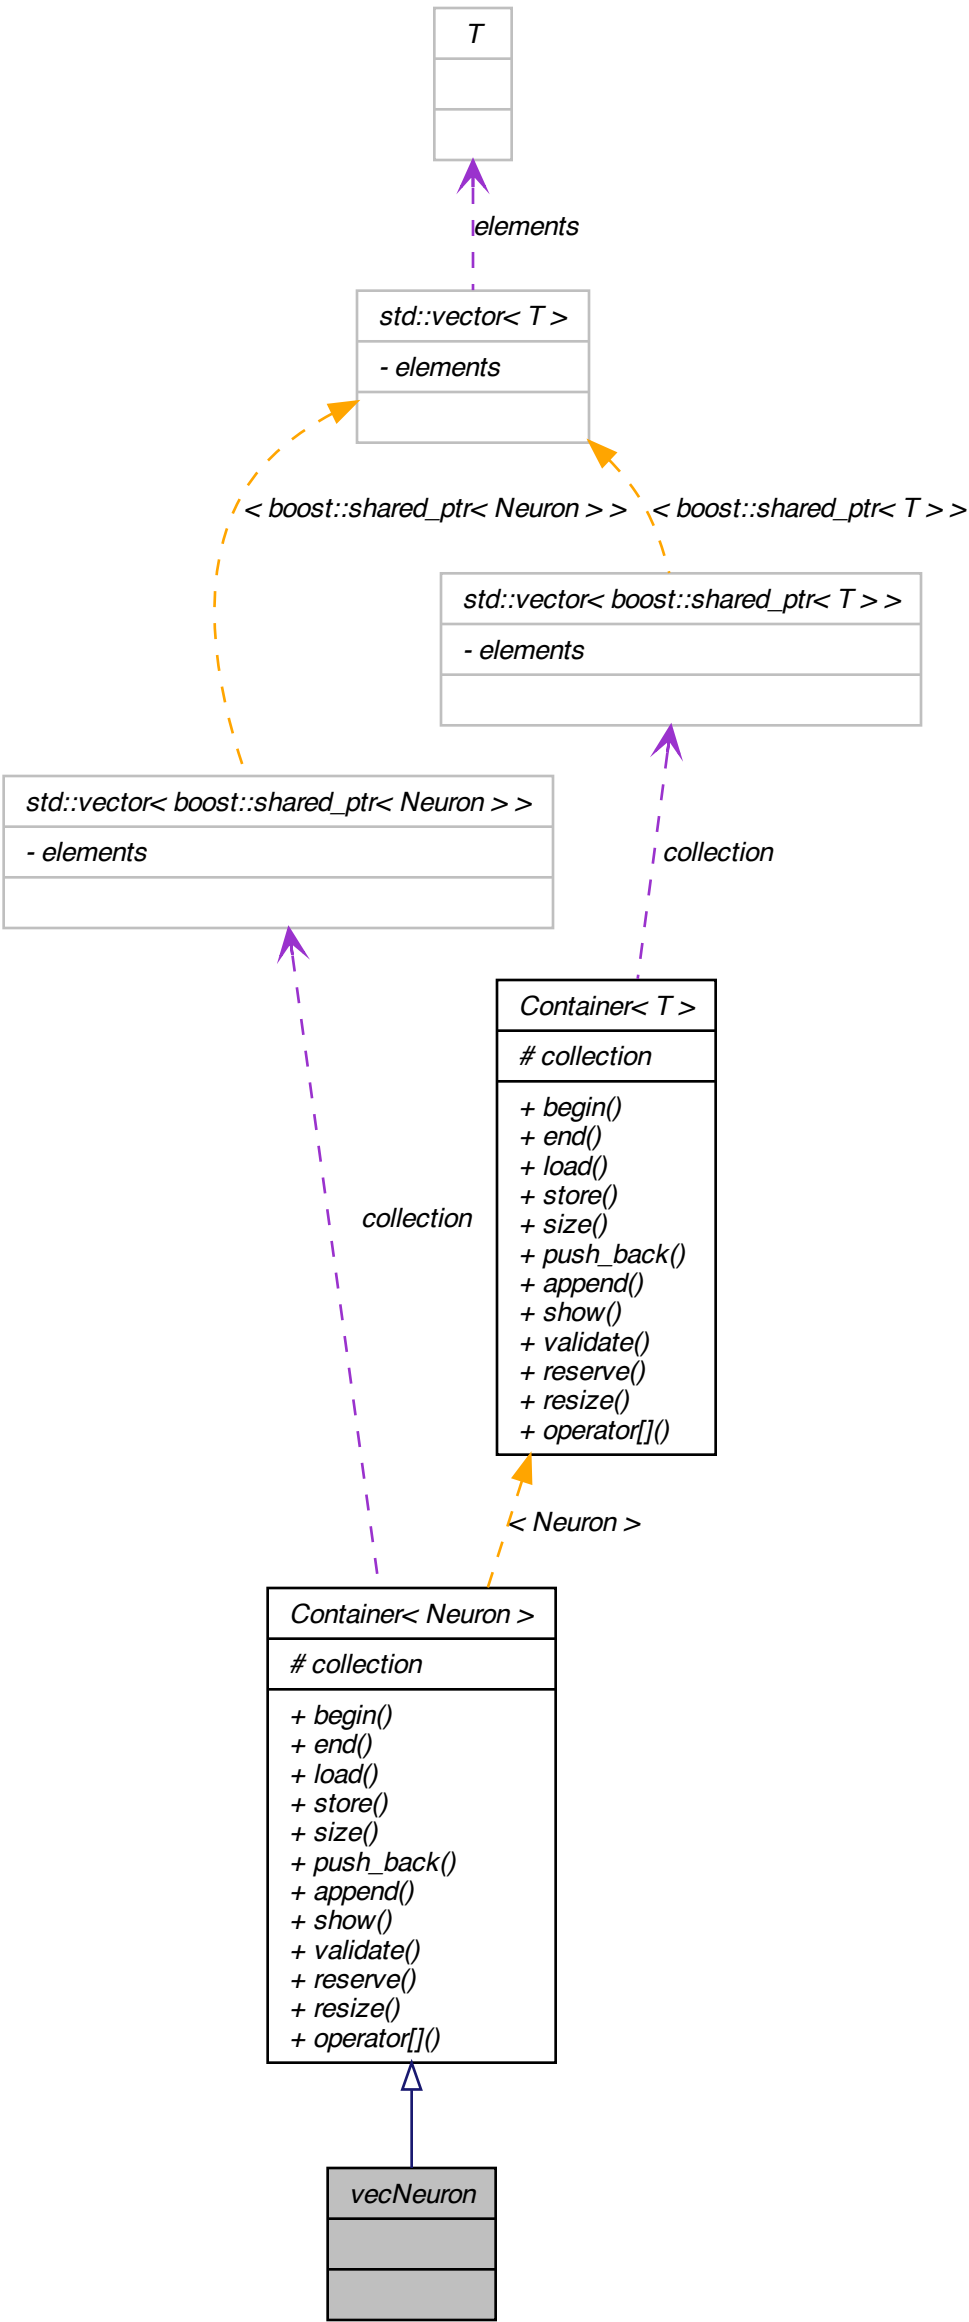 T
elements
std::vector< T >
- elements
< boost::shared_ptr< Neuron > >
< boost::shared_ptr< T > >
std::vector< boost::shared_ptr< T > >
- elements
std::vector< boost::shared_ptr< Neuron > >
- elements
collection
Container< T >
# collection
+ begin()
+ end()
+ load()
+ store()
+ size()
+ push_back()
+ append()
+ show()
+ validate()
+ reserve()
+ resize()
+ operator[]()
collection
< Neuron >
Container< Neuron >
# collection
+ begin()
+ end()
+ load()
+ store()
+ size()
+ push_back()
+ append()
+ show()
+ validate()
+ reserve()
+ resize()
+ operator[]()
vecNeuron